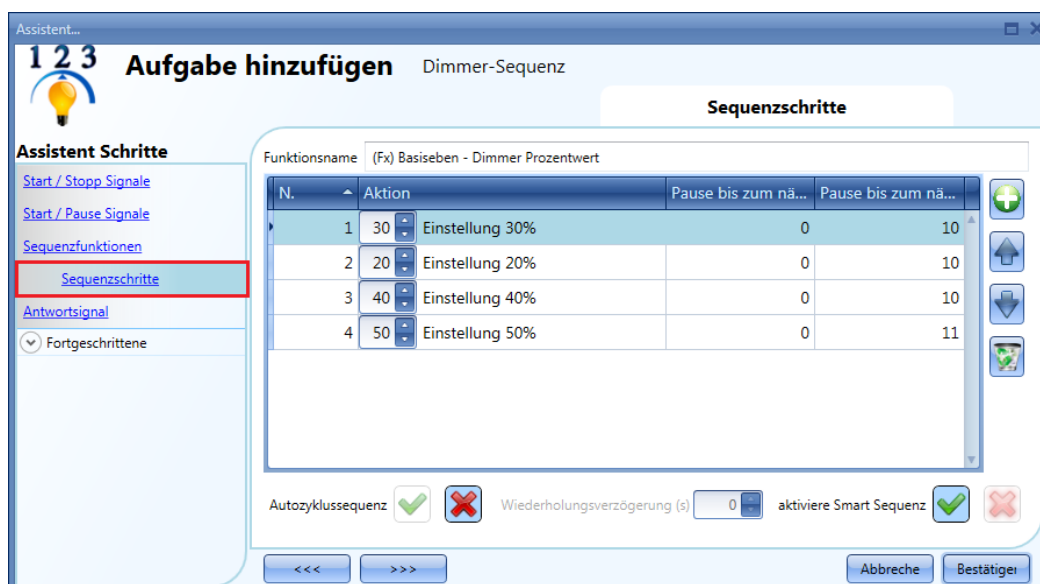 Assistent...
1 2 3
Aufgabe hinzufügen Dimmer-Sequenz
Sequenzschritte
Assistent Schritte
Start / Stopp Signale
Start / Pause Signale
Sequenzfunktionen
Sequenzschritte
Antwortsignal
Fortgeschrittene
Funktionsname (Fx) Basiseben - Dimmer Prozentwert
N. Aktion Pause bis zum nä... Pause bis zum nä...
1 30 Einstellung 30% 0 10
2 20 Einstellung 20% 0 10
3 40 Einstellung 40% 0 10
4 50 Einstellung 50% 0 11
Autozyklussequenz Wiederholungsverzögerung (s) 0 aktiviere Smart Sequenz
<<< >>> Abbreche Bestätiger